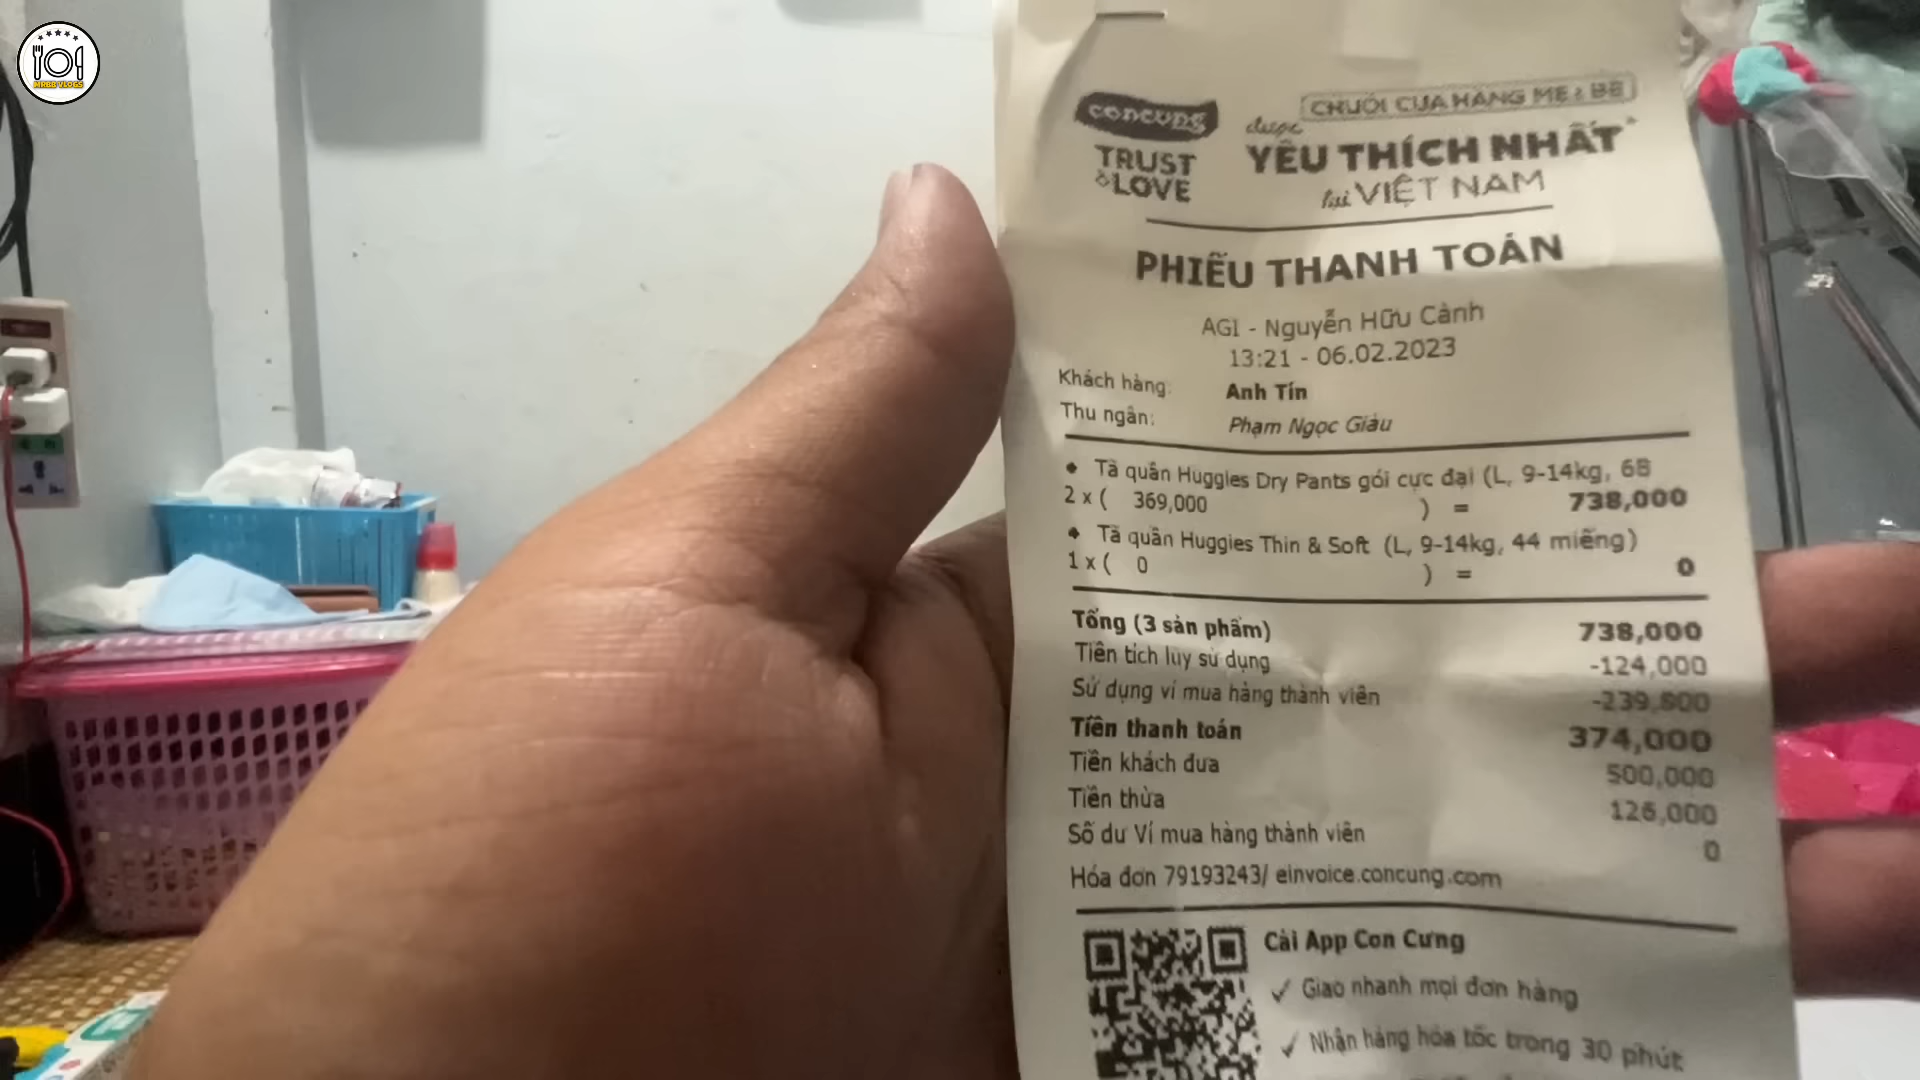 MRBB VLOGS
concung
TRUST
& LOVE
CHUỖI CỬA HÀNG MẸ & BÉ
được
YÊU THÍCH NHẤT*
tại VIỆT NAM
PHIẾU THANH TOÁN
AGI - Nguyễn Hữu Cảnh
13:21 - 06.02.2023
Khách hàng: Anh Tín
Thu ngân: Phạm Ngọc Giàu
Tã quần Huggies Dry Pants gói cực đại (L, 9-14kg, 68
2 x ( 369,000 ) = 738,000
Tã quần Huggies Thin & Soft (L, 9-14kg, 44 miếng)
1 x ( 0 ) = 0
Tổng (3 sản phẩm) 738,000
Tiền tích lũy sử dụng -124,000
Sử dụng ví mua hàng thành viên -239,800
Tiền thanh toán 374,000
Tiền khách đưa 500,000
Tiền thừa 126,000
Số dư Ví mua hàng thành viên 0
Hóa đơn 79193243/ einvoice.concung.com
Cài App Con Cưng
✓ Giao nhanh mọi đơn hàng
✓ Nhận hàng hỏa tốc trong 30 phút